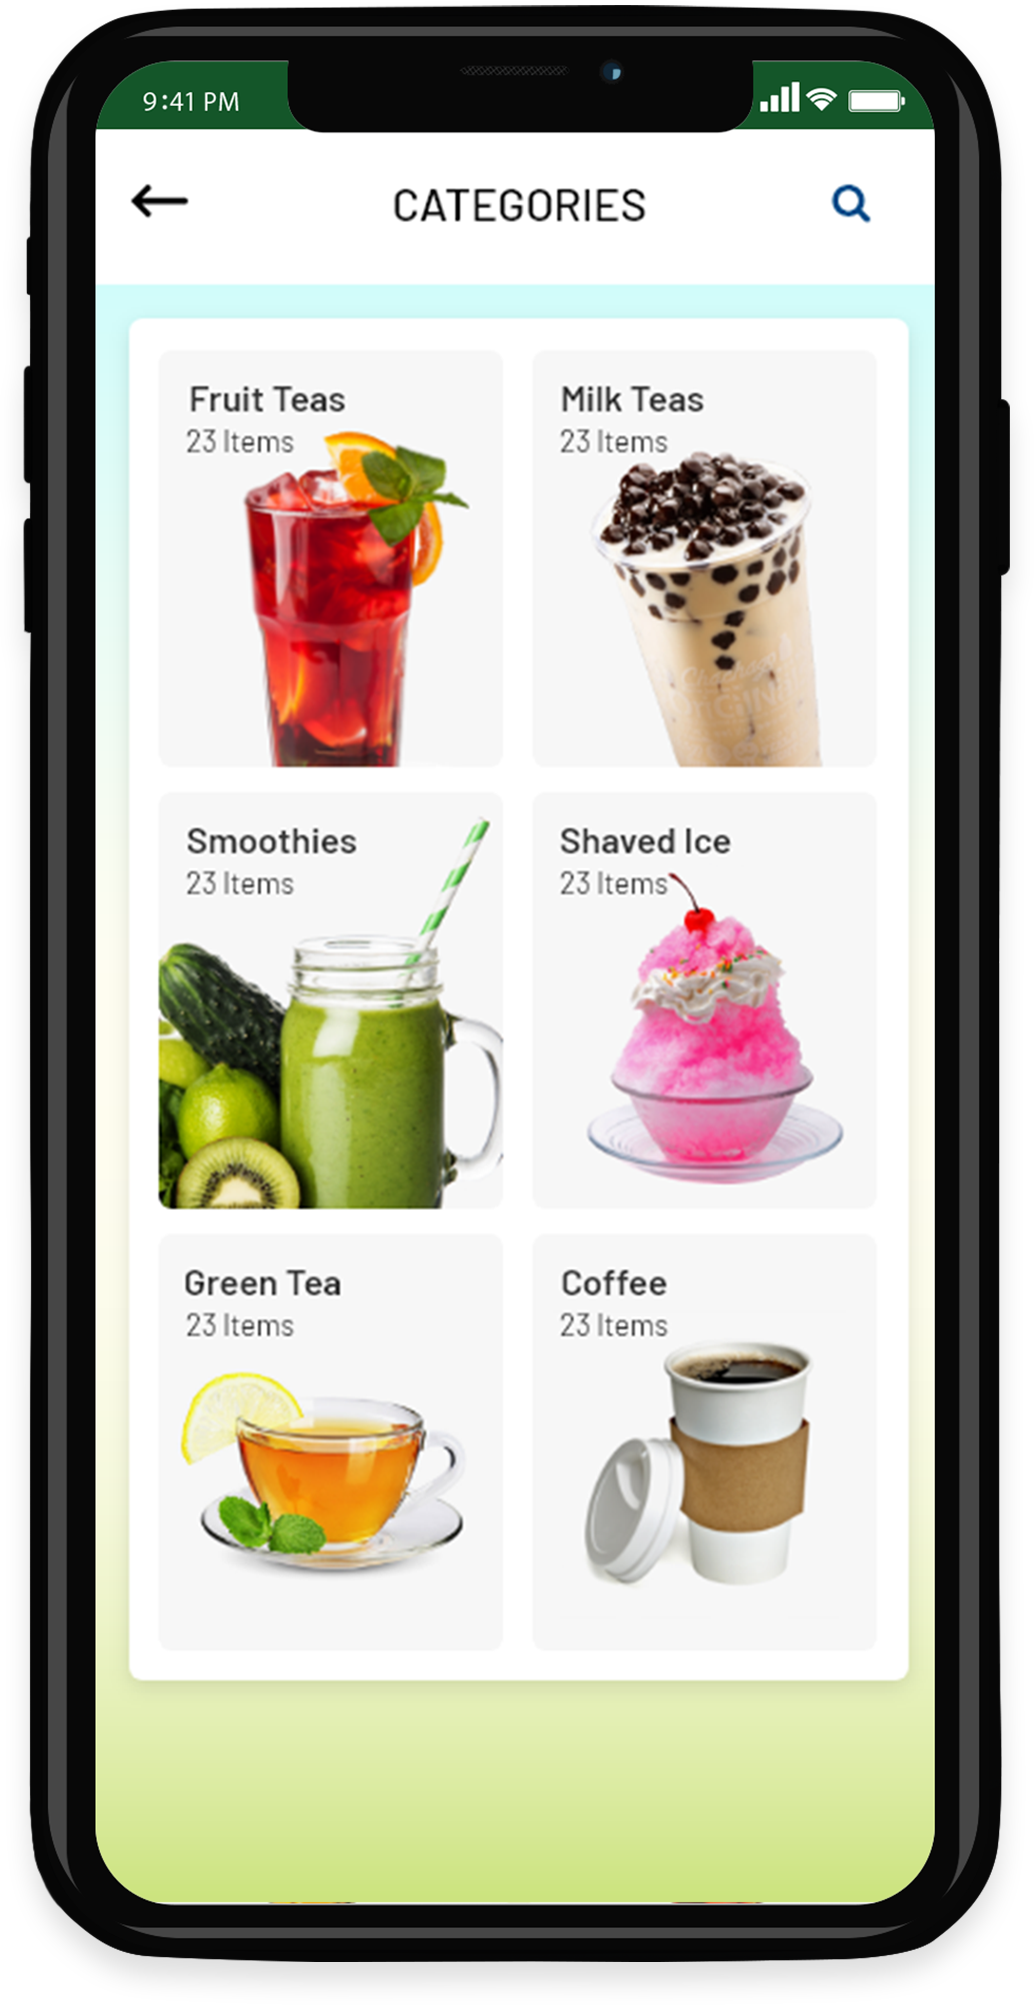 9:41 PM
CATEGORIES
Fruit Teas
23 Items
Milk Teas
23 Items
Smoothies
23 Items
Shaved Ice
23 Items
Green Tea
23 Items
Coffee
23 Items